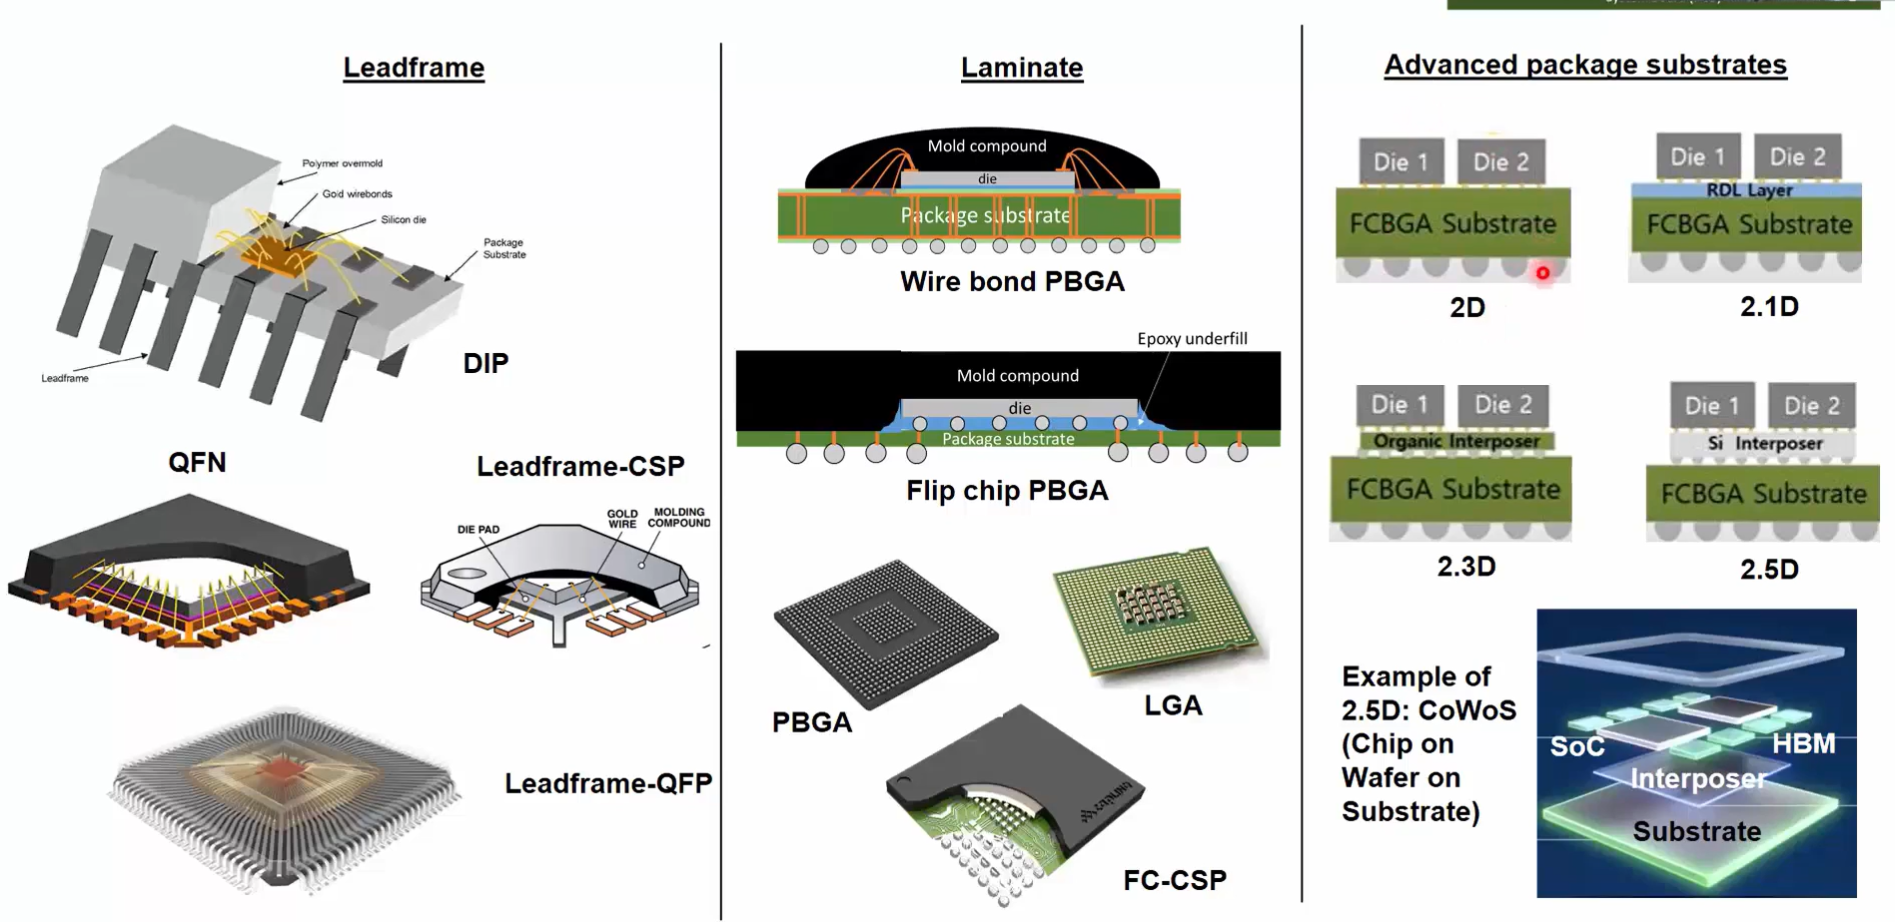 Leadframe
Polymer overmold
Gold wirebonds
Silicon die
Package
Substrate
Leadframe
DIP
QFN
Leadframe-CSP
DIE PAD
GOLD
WIRE
MOLDING
COMPOUND
Leadframe-QFP
Laminate
Mold compound
die
Package substrate
Wire bond PBGA
Epoxy underfill
Mold compound
die
Package substrate
Flip chip PBGA
PBGA
LGA
FC-CSP
Advanced package substrates
Die 1
Die 2
FCBGA Substrate
2D
Die 1
Die 2
RDL Layer
FCBGA Substrate
2.1D
Die 1
Die 2
Organic Interposer
FCBGA Substrate
2.3D
Die 1
Die 2
Si Interposer
FCBGA Substrate
2.5D
Example of
2.5D: CoWoS
(Chip on
Wafer on
Substrate)
SoC
HBM
Interposer
Substrate